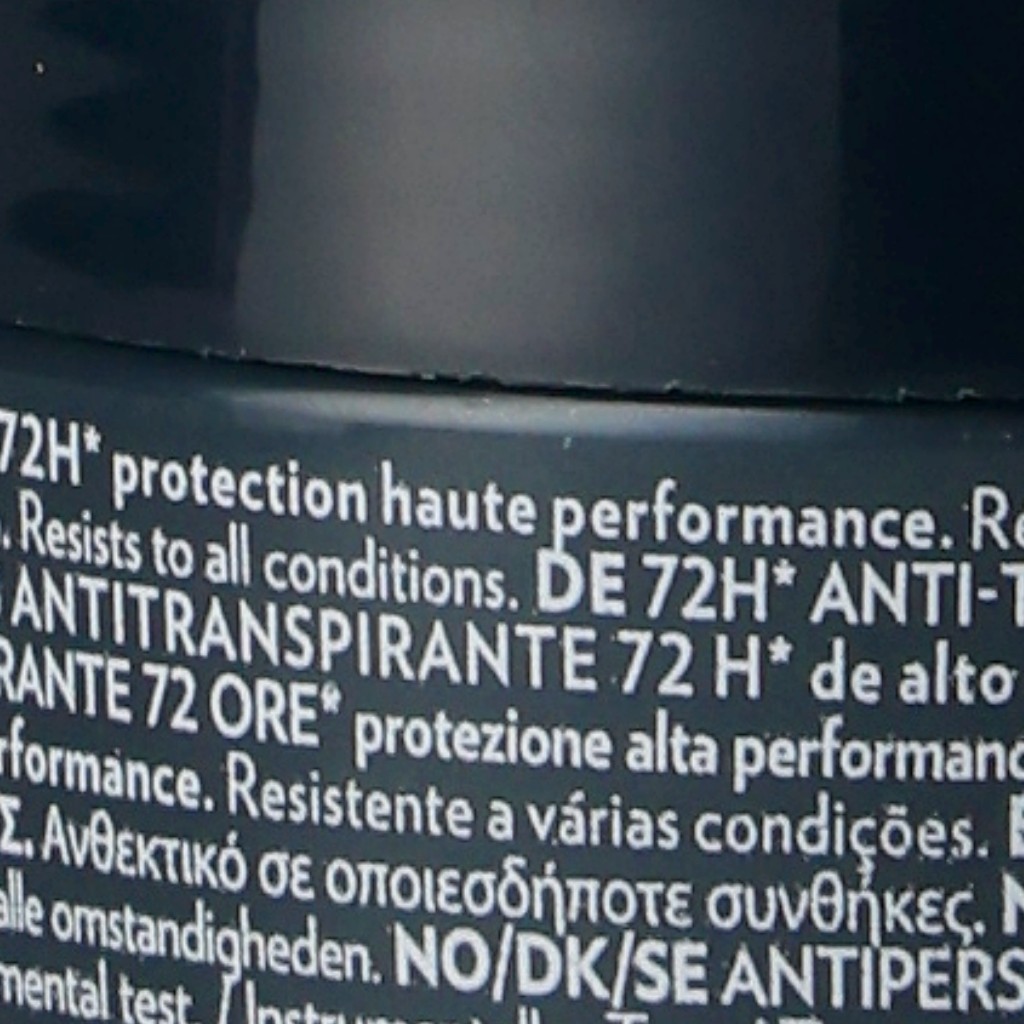 72H* protection haute performance.
. Resists to all conditions. DE 72H* ANTI-
ANTITRANSPIRANTE 72 H* de alto
RANTE 72 ORE* protezione alta performanc
rformance. Resistente a várias condições.
Σ. Ανθεκτικό σε οποιεσδήποτε συνθήκες. N
alle omstandigheden. NO/DK/SE ANTIPERS
mental test. /